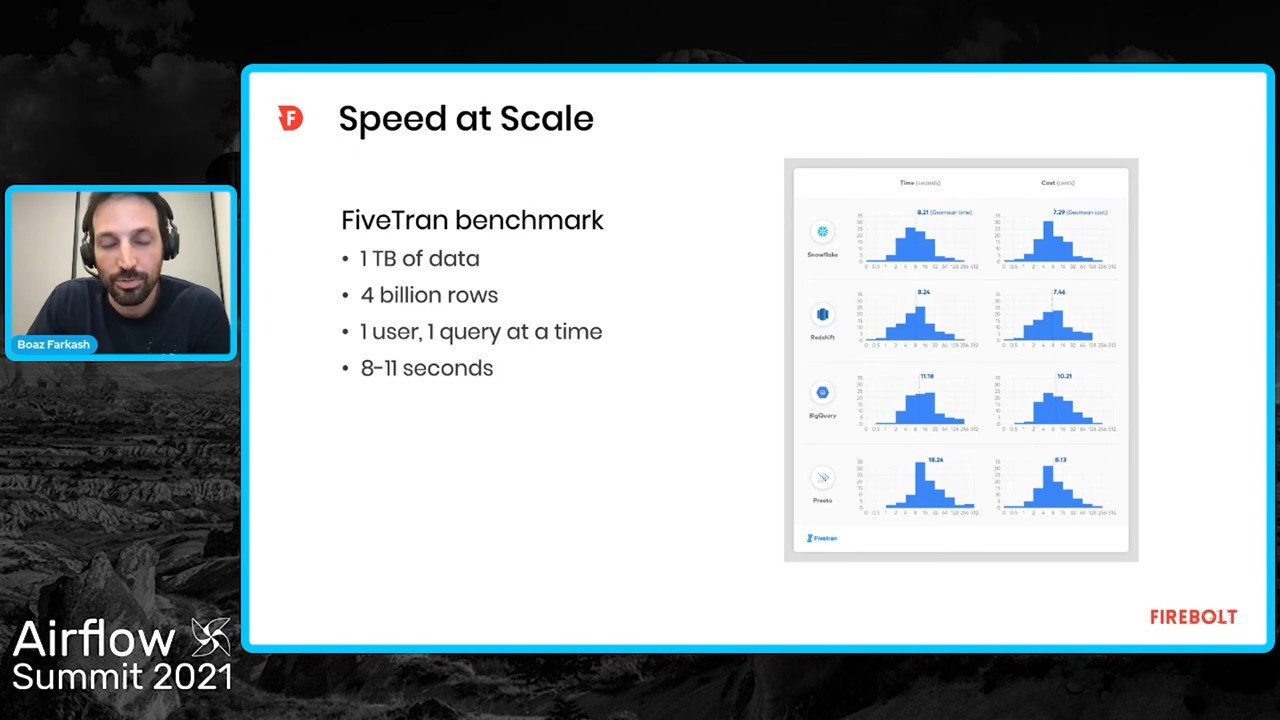 Speed at Scale
FiveTran benchmark
• 1 TB of data
• 4 billion rows
• 1 user, 1 query at a time
• 8-11 seconds
Time (seconds)
Cost (cents)
Snowflake
8.21 (Geomean time)
7.29 (Geomean cost)
Redshift
8.24
7.46
BigQuery
11.18
10.21
Presto
18.24
8.13
Fivetran
FIREBOLT
Boaz Farkash
Airflow
Summit 2021